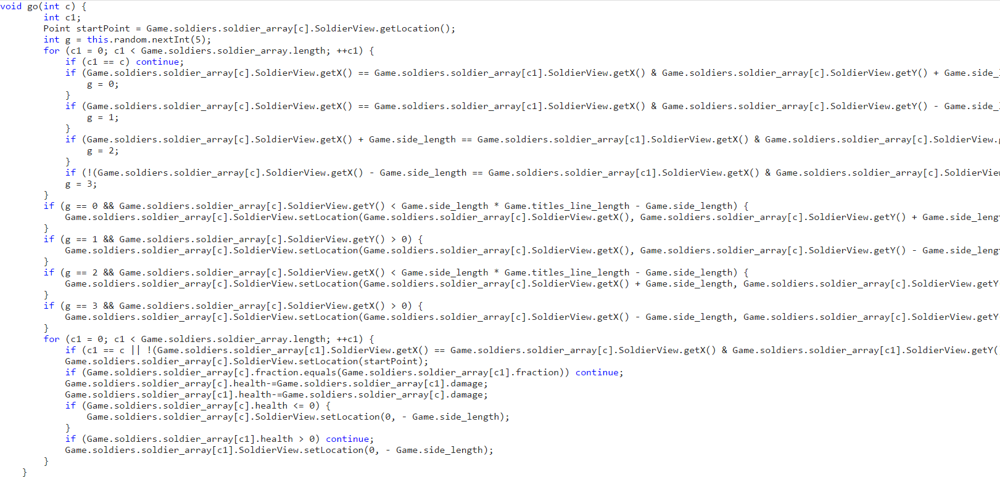 void go(int c) {
int c1;
Point startPoint = Game.soldiers.soldier_array[c].SoldierView.getLocation();
int g = this.random.nextInt(5);
for (c1 = 0; c1 < Game.soldiers.soldier_array.length; ++c1) {
if (c1 == c) continue;
if (Game.soldiers.soldier_array[c].SoldierView.getX() == Game.soldiers.soldier_array[c1].SoldierView.getX() & Game.soldiers.soldier_array[c].SoldierView.getY() + Game.side_
g = 0;
}
if (Game.soldiers.soldier_array[c].SoldierView.getX() == Game.soldiers.soldier_array[c1].SoldierView.getX() & Game.soldiers.soldier_array[c].SoldierView.getY() - Game.side_
g = 1;
}
if (Game.soldiers.soldier_array[c].SoldierView.getX() + Game.side_length == Game.soldiers.soldier_array[c1].SoldierView.getX() & Game.soldiers.soldier_array[c].SoldierView.
g = 2;
}
if (!(Game.soldiers.soldier_array[c].SoldierView.getX() - Game.side_length == Game.soldiers.soldier_array[c1].SoldierView.getX() & Game.soldiers.soldier_array[c].SoldierVie
g = 3;
}
if (g == 0 && Game.soldiers.soldier_array[c].SoldierView.getY() < Game.side_length * Game.titles_line_length - Game.side_length) {
Game.soldiers.soldier_array[c].SoldierView.setLocation(Game.soldiers.soldier_array[c].SoldierView.getX(), Game.soldiers.soldier_array[c].SoldierView.getY() + Game.side_leng
}
if (g == 1 && Game.soldiers.soldier_array[c].SoldierView.getY() > 0) {
Game.soldiers.soldier_array[c].SoldierView.setLocation(Game.soldiers.soldier_array[c].SoldierView.getX(), Game.soldiers.soldier_array[c].SoldierView.getY() - Game.side_leng
}
if (g == 2 && Game.soldiers.soldier_array[c].SoldierView.getX() < Game.side_length * Game.titles_line_length - Game.side_length) {
Game.soldiers.soldier_array[c].SoldierView.setLocation(Game.soldiers.soldier_array[c].SoldierView.getX() + Game.side_length, Game.soldiers.soldier_array[c].SoldierView.getY
}
if (g == 3 && Game.soldiers.soldier_array[c].SoldierView.getX() > 0) {
Game.soldiers.soldier_array[c].SoldierView.setLocation(Game.soldiers.soldier_array[c].SoldierView.getX() - Game.side_length, Game.soldiers.soldier_array[c].SoldierView.getY
}
for (c1 = 0; c1 < Game.soldiers.soldier_array.length; ++c1) {
if (c1 == c || !(Game.soldiers.soldier_array[c1].SoldierView.getX() == Game.soldiers.soldier_array[c].SoldierView.getX() & Game.soldiers.soldier_array[c1].SoldierView.getY(
Game.soldiers.soldier_array[c].SoldierView.setLocation(startPoint);
if (Game.soldiers.soldier_array[c].fraction.equals(Game.soldiers.soldier_array[c1].fraction)) continue;
Game.soldiers.soldier_array[c].health-=Game.soldiers.soldier_array[c1].damage;
Game.soldiers.soldier_array[c1].health-=Game.soldiers.soldier_array[c].damage;
if (Game.soldiers.soldier_array[c].health <= 0) {
Game.soldiers.soldier_array[c].SoldierView.setLocation(0, - Game.side_length);
}
if (Game.soldiers.soldier_array[c1].health > 0) continue;
Game.soldiers.soldier_array[c1].SoldierView.setLocation(0, - Game.side_length);
}
}